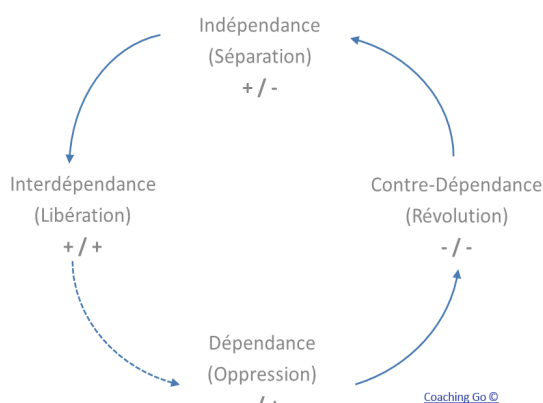 Indépendance
(Séparation)
+ / -
Interdépendance
(Libération)
+ / +
Contre-Dépendance
(Révolution)
- / -
Dépendance
(Oppression)
Coaching Go ©